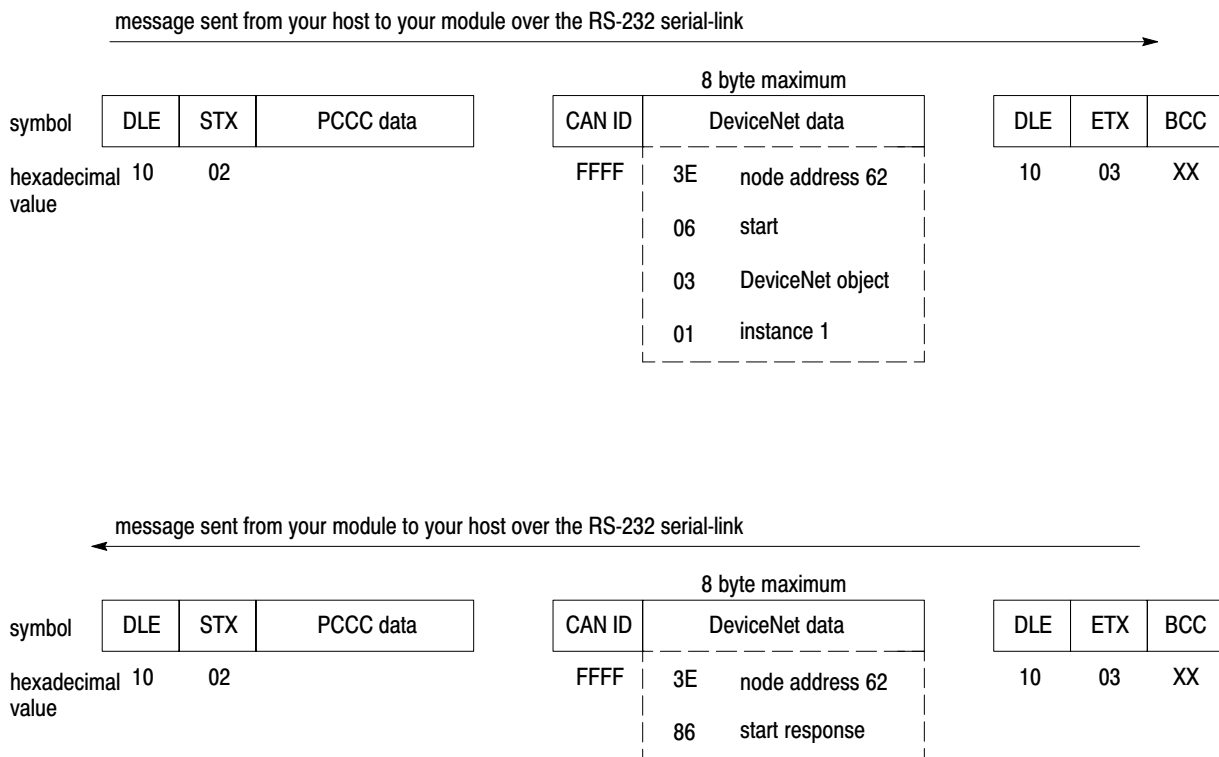 message sent from your host to your module over the RS-232 serial-link
8 byte maximum
symbol DLE STX PCCC data CAN ID DeviceNet data DLE ETX BCC
hexadecimal value 10 02 FFFF 3E node address 62 10 03 XX
06 start
03 DeviceNet object
01 instance 1
message sent from your module to your host over the RS-232 serial-link
8 byte maximum
symbol DLE STX PCCC data CAN ID DeviceNet data DLE ETX BCC
hexadecimal value 10 02 FFFF 3E node address 62 10 03 XX
86 start response